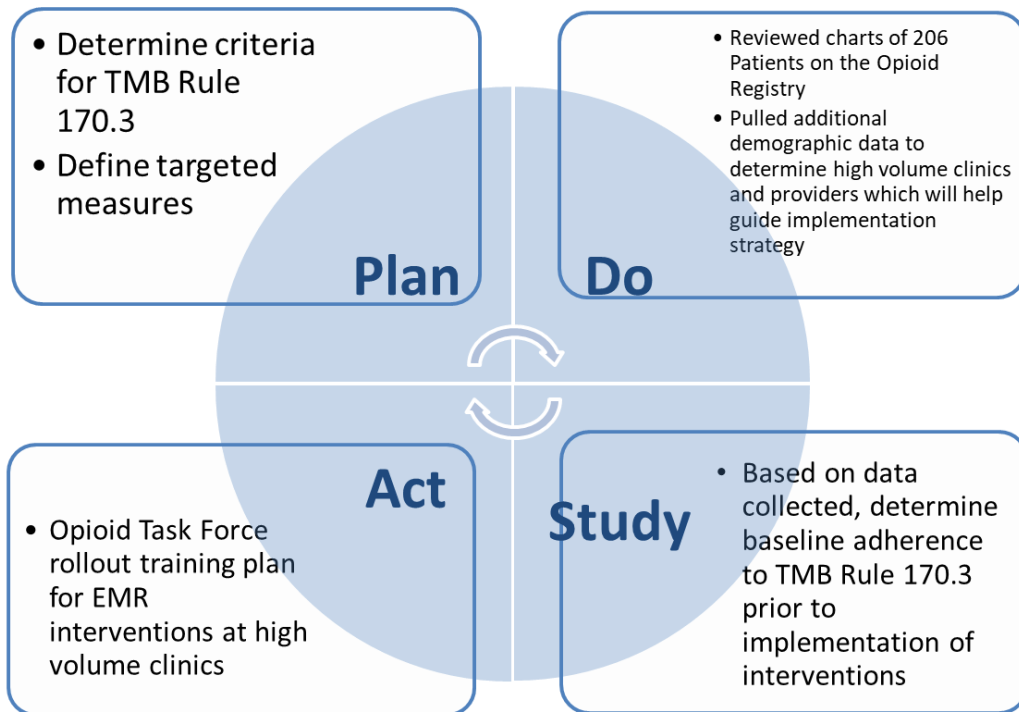 • Determine criteria
for TMB Rule
170.3
• Define targeted
measures
Plan
• Reviewed charts of 206
Patients on the Opioid
Registry
• Pulled additional
demographic data to
determine high volume clinics
and providers which will help
guide implementation
strategy
Do
Act
• Opioid Task Force
rollout training plan
for EMR
interventions at high
volume clinics
Study
• Based on data
collected, determine
baseline adherence
to TMB Rule 170.3
prior to
implementation of
interventions